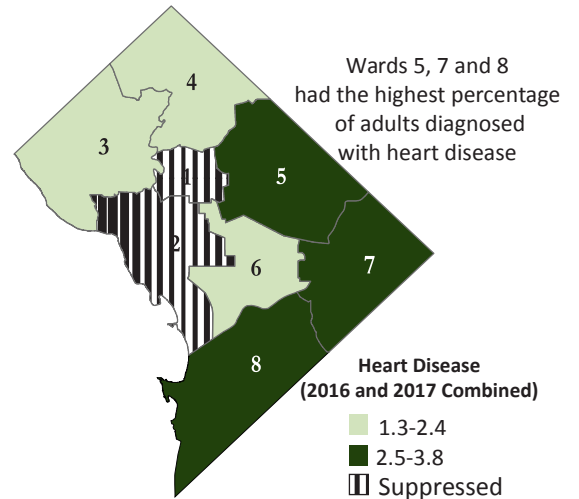 4
Wards 5, 7 and 8
had the highest percentage
of adults diagnosed
with heart disease
3
1
5
2
6
7
8
Heart Disease
(2016 and 2017 Combined)
1.3-2.4
2.5-3.8
Suppressed